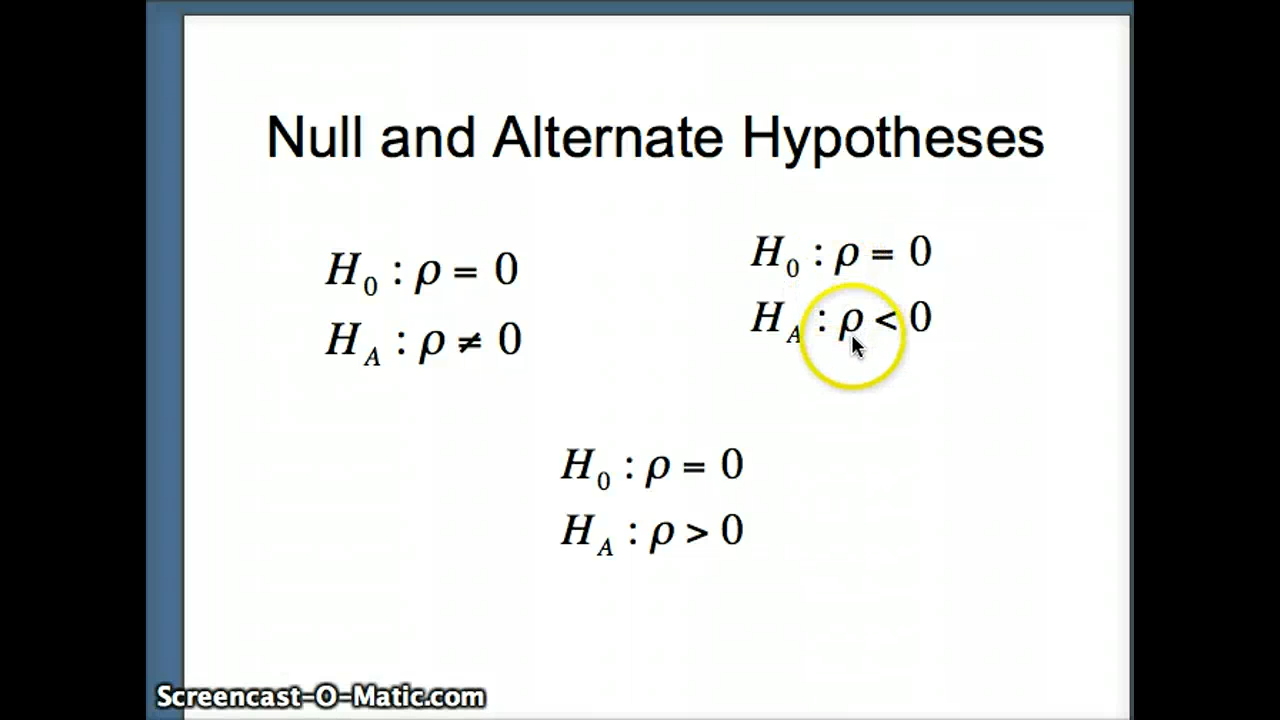 Null and Alternate Hypotheses
H₀ : ρ = 0
H_A : ρ ≠ 0
H₀ : ρ = 0
H_A : ρ < 0
H₀ : ρ = 0
H_A : ρ > 0
Screencast-O-Matic.com